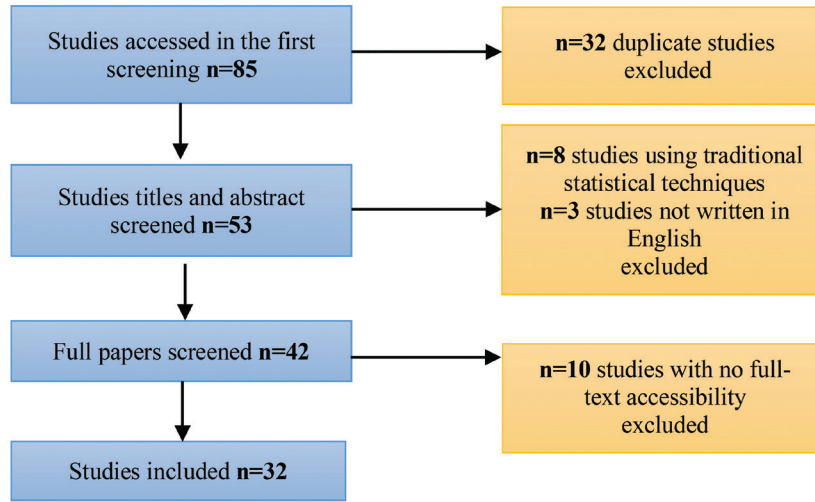 Studies accessed in the first
screening n=85
n=32 duplicate studies
excluded
Studies titles and abstract
screened n=53
n=8 studies using traditional
statistical techniques
n=3 studies not written in
English
excluded
Full papers screened n=42
n=10 studies with no full-
text accessibility
excluded
Studies included n=32